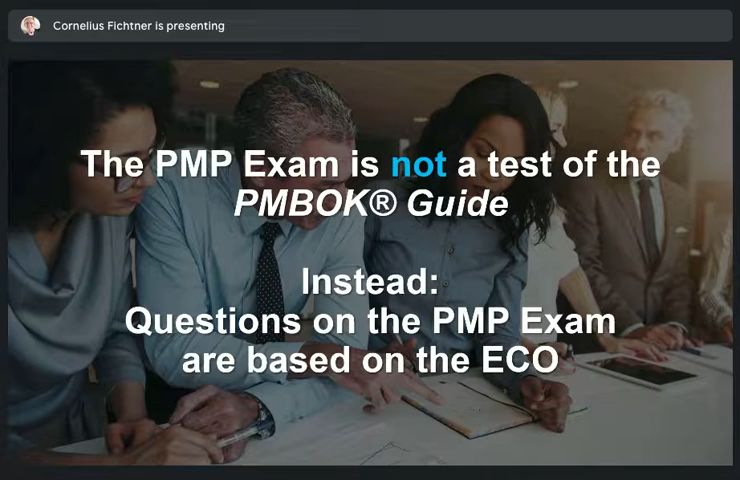 Cornelius Fichtner is presenting
The PMP Exam is not a test of the
PMBOK® Guide
Instead:
Questions on the PMP Exam
are based on the ECO